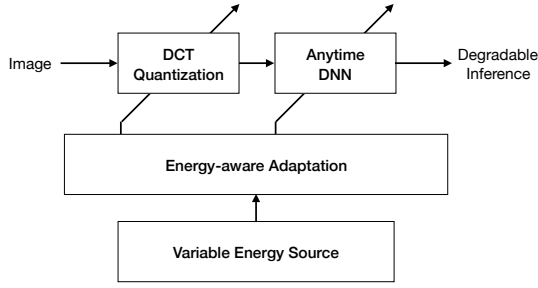 Image
DCT
Quantization
Anytime
DNN
Degradable
Inference
Energy-aware Adaptation
Variable Energy Source